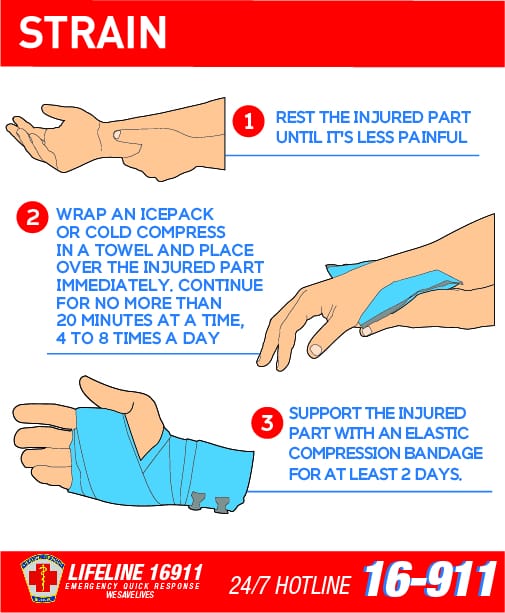 STRAIN
1
REST THE INJURED PART
UNTIL IT'S LESS PAINFUL
2
WRAP AN ICEPACK
OR COLD COMPRESS
IN A TOWEL AND PLACE
OVER THE INJURED PART
IMMEDIATELY. CONTINUE
FOR NO MORE THAN
20 MINUTES AT A TIME,
4 TO 8 TIMES A DAY
3
SUPPORT THE INJURED
PART WITH AN ELASTIC
COMPRESSION BANDAGE
FOR AT LEAST 2 DAYS.
LIFELINE 16911
EMERGENCY QUICK RESPONSE
WE SAVE LIVES
24/7 HOTLINE 16-911